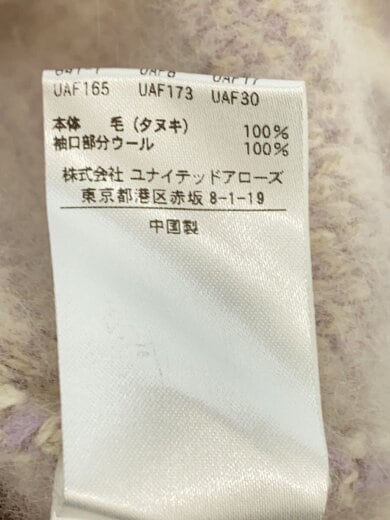 UAF165 UAF173 UAF30
本体 毛(タヌキ) 100%
袖口部分ウール 100%
株式会社 ユナイテッドアローズ
東京都港区赤坂 8-1-19
中国製